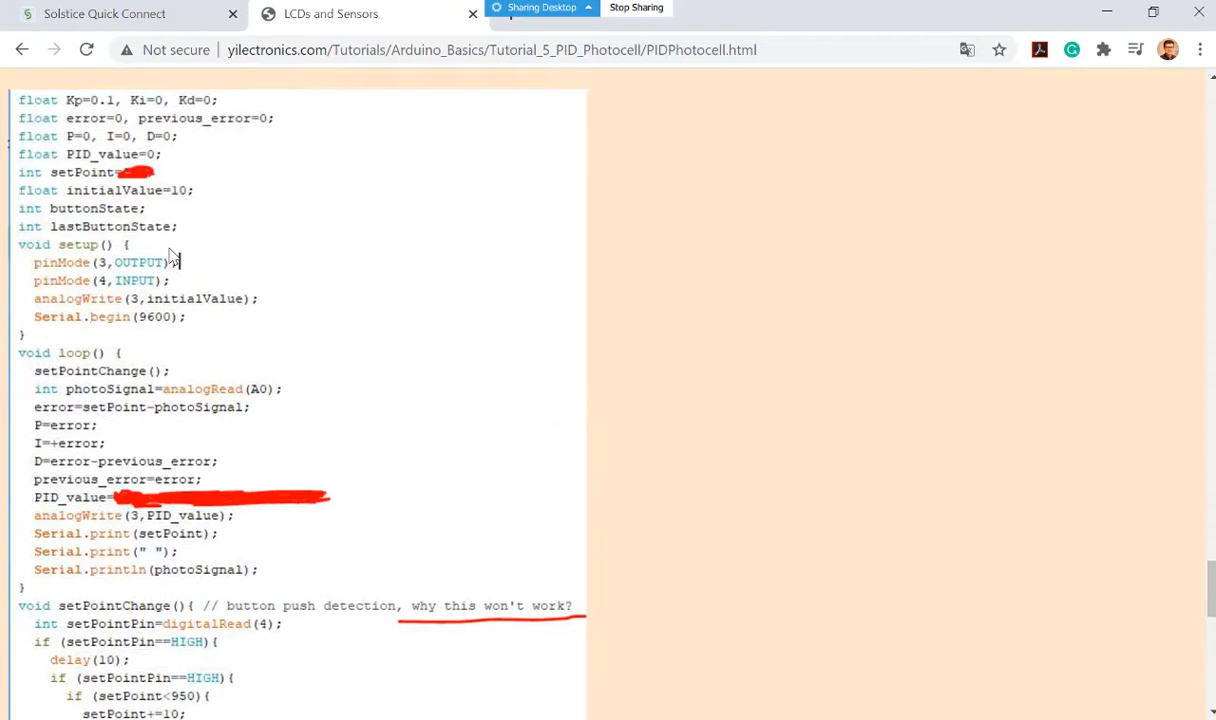 Solstice Quick Connect
LCDs and Sensors
Sharing Desktop
Stop Sharing
Not secure
yilectronics.com/Tutorials/Arduino_Basics/Tutorial_5_PID_Photocell/PIDPhotocell.html
float Kp=0.1, Ki=0, Kd=0;
float error=0, previous_error=0;
float P=0, I=0, D=0;
float PID_value=0;
int setPoint=
float initialValue=10;
int buttonState;
int lastButtonState;
void setup() {
pinMode(3,OUTPUT)
pinMode(4,INPUT);
analogWrite(3,initialValue);
Serial.begin(9600);
}
void loop() {
setPointChange();
int photoSignal=analogRead(A0);
error=setPoint-photoSignal;
P=error;
I=+error;
D=error-previous_error;
previous_error=error;
PID_value=
analogWrite(3,PID_value);
Serial.print(setPoint);
Serial.print(" ");
Serial.println(photoSignal);
}
void setPointChange(){ // button push detection, why this won't work?
int setPointPin=digitalRead(4);
if (setPointPin==HIGH){
delay(10);
if (setPointPin==HIGH){
if (setPoint<950){
setPoint+=10;